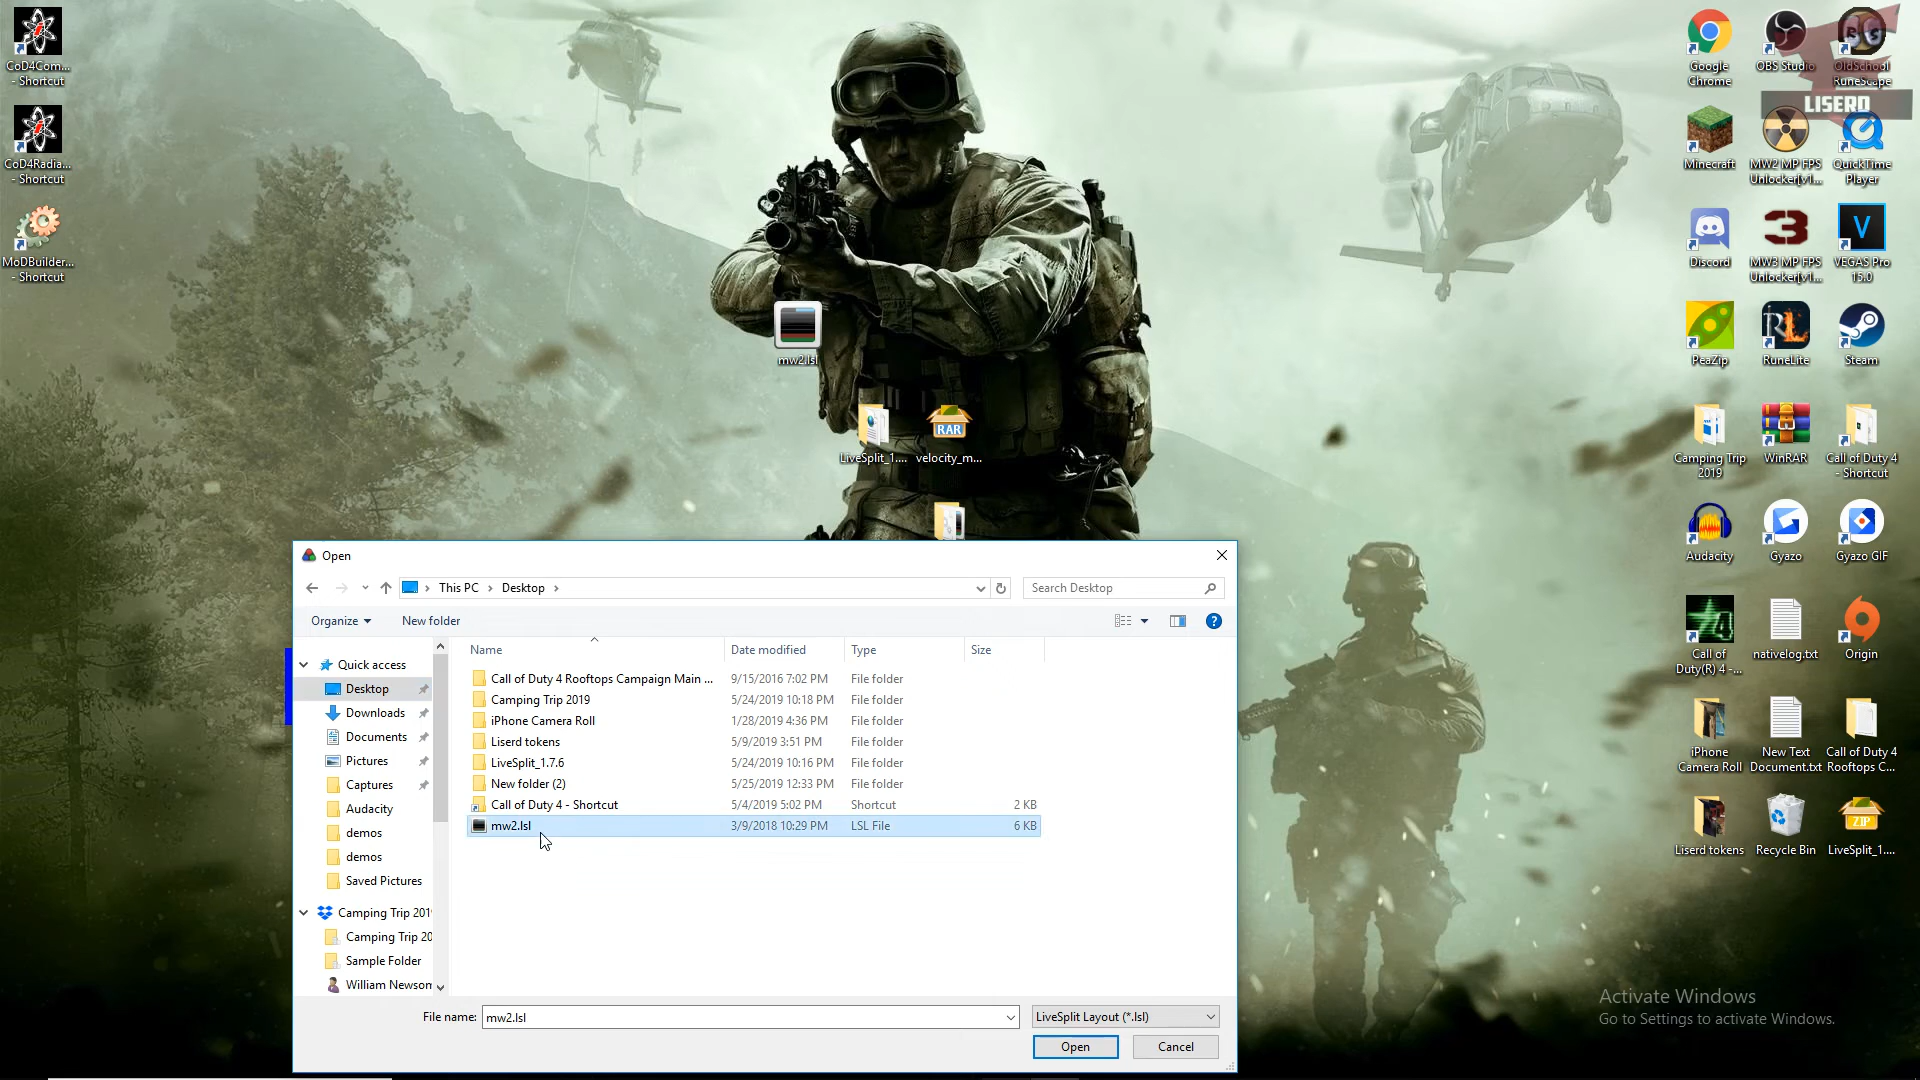 CoD4Com...
- Shortcut
CoD4Radia...
- Shortcut
MoDBuilder...
- Shortcut
mw2.lsl
LiveSplit_1....
RAR
velocity_m...
Google
Chrome
OBS Studio
OldSchool
RuneScape
LISERD
Minecraft
MW2 MP FPS
Unlocker[v1...
QuickTime
Player
Discord
3
MW3 MP FPS
Unlocker[v1...
V
VEGAS Pro
15.0
PeaZip
RuneLite
Steam
Camping Trip
2019
WinRAR
Call of Duty 4
- Shortcut
Audacity
Gyazo
Gyazo GIF
4
Call of
Duty(R) 4 -...
nativelog.txt
Origin
iPhone
Camera Roll
New Text
Document.txt
Call of Duty 4
Rooftops C...
Liserd tokens
Recycle Bin
ZIP
LiveSplit_1....
Open
This PC
Desktop
Search Desktop
Organize
New folder
?
Quick access
Desktop
Downloads
Documents
Pictures
Captures
Audacity
demos
demos
Saved Pictures
Camping Trip 201
Camping Trip 20
Sample Folder
William Newsom
Name Date modified Type Size
Call of Duty 4 Rooftops Campaign Main ... 9/15/2016 7:02 PM File folder
Camping Trip 2019 5/24/2019 10:18 PM File folder
iPhone Camera Roll 1/28/2019 4:36 PM File folder
Liserd tokens 5/9/2019 3:51 PM File folder
LiveSplit_1.7.6 5/24/2019 10:16 PM File folder
New folder (2) 5/25/2019 12:33 PM File folder
Call of Duty 4 - Shortcut 5/4/2019 5:02 PM Shortcut 2 KB
mw2.lsl 3/9/2018 10:29 PM LSL File 6 KB
File name: mw2.lsl LiveSplit Layout (*.lsl)
Open Cancel
Activate Windows
Go to Settings to activate Windows.